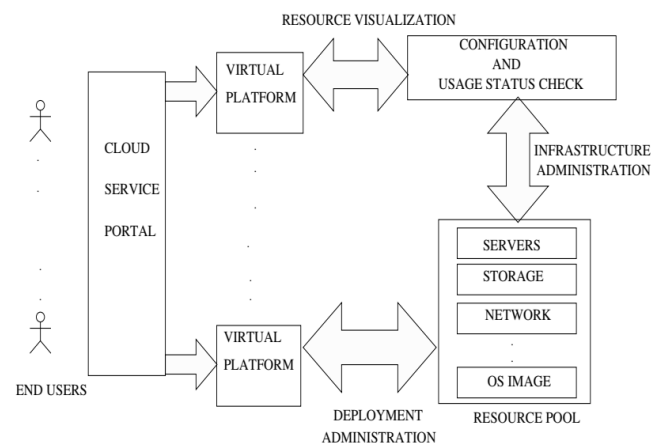 RESOURCE VISUALIZATION
CONFIGURATION
AND
USAGE STATUS CHECK
VIRTUAL
PLATFORM
CLOUD
SERVICE
PORTAL
INFRASTRUCTURE
ADMINISTRATION
SERVERS
STORAGE
NETWORK
OS IMAGE
VIRTUAL
PLATFORM
END USERS
DEPLOYMENT
ADMINISTRATION
RESOURCE POOL